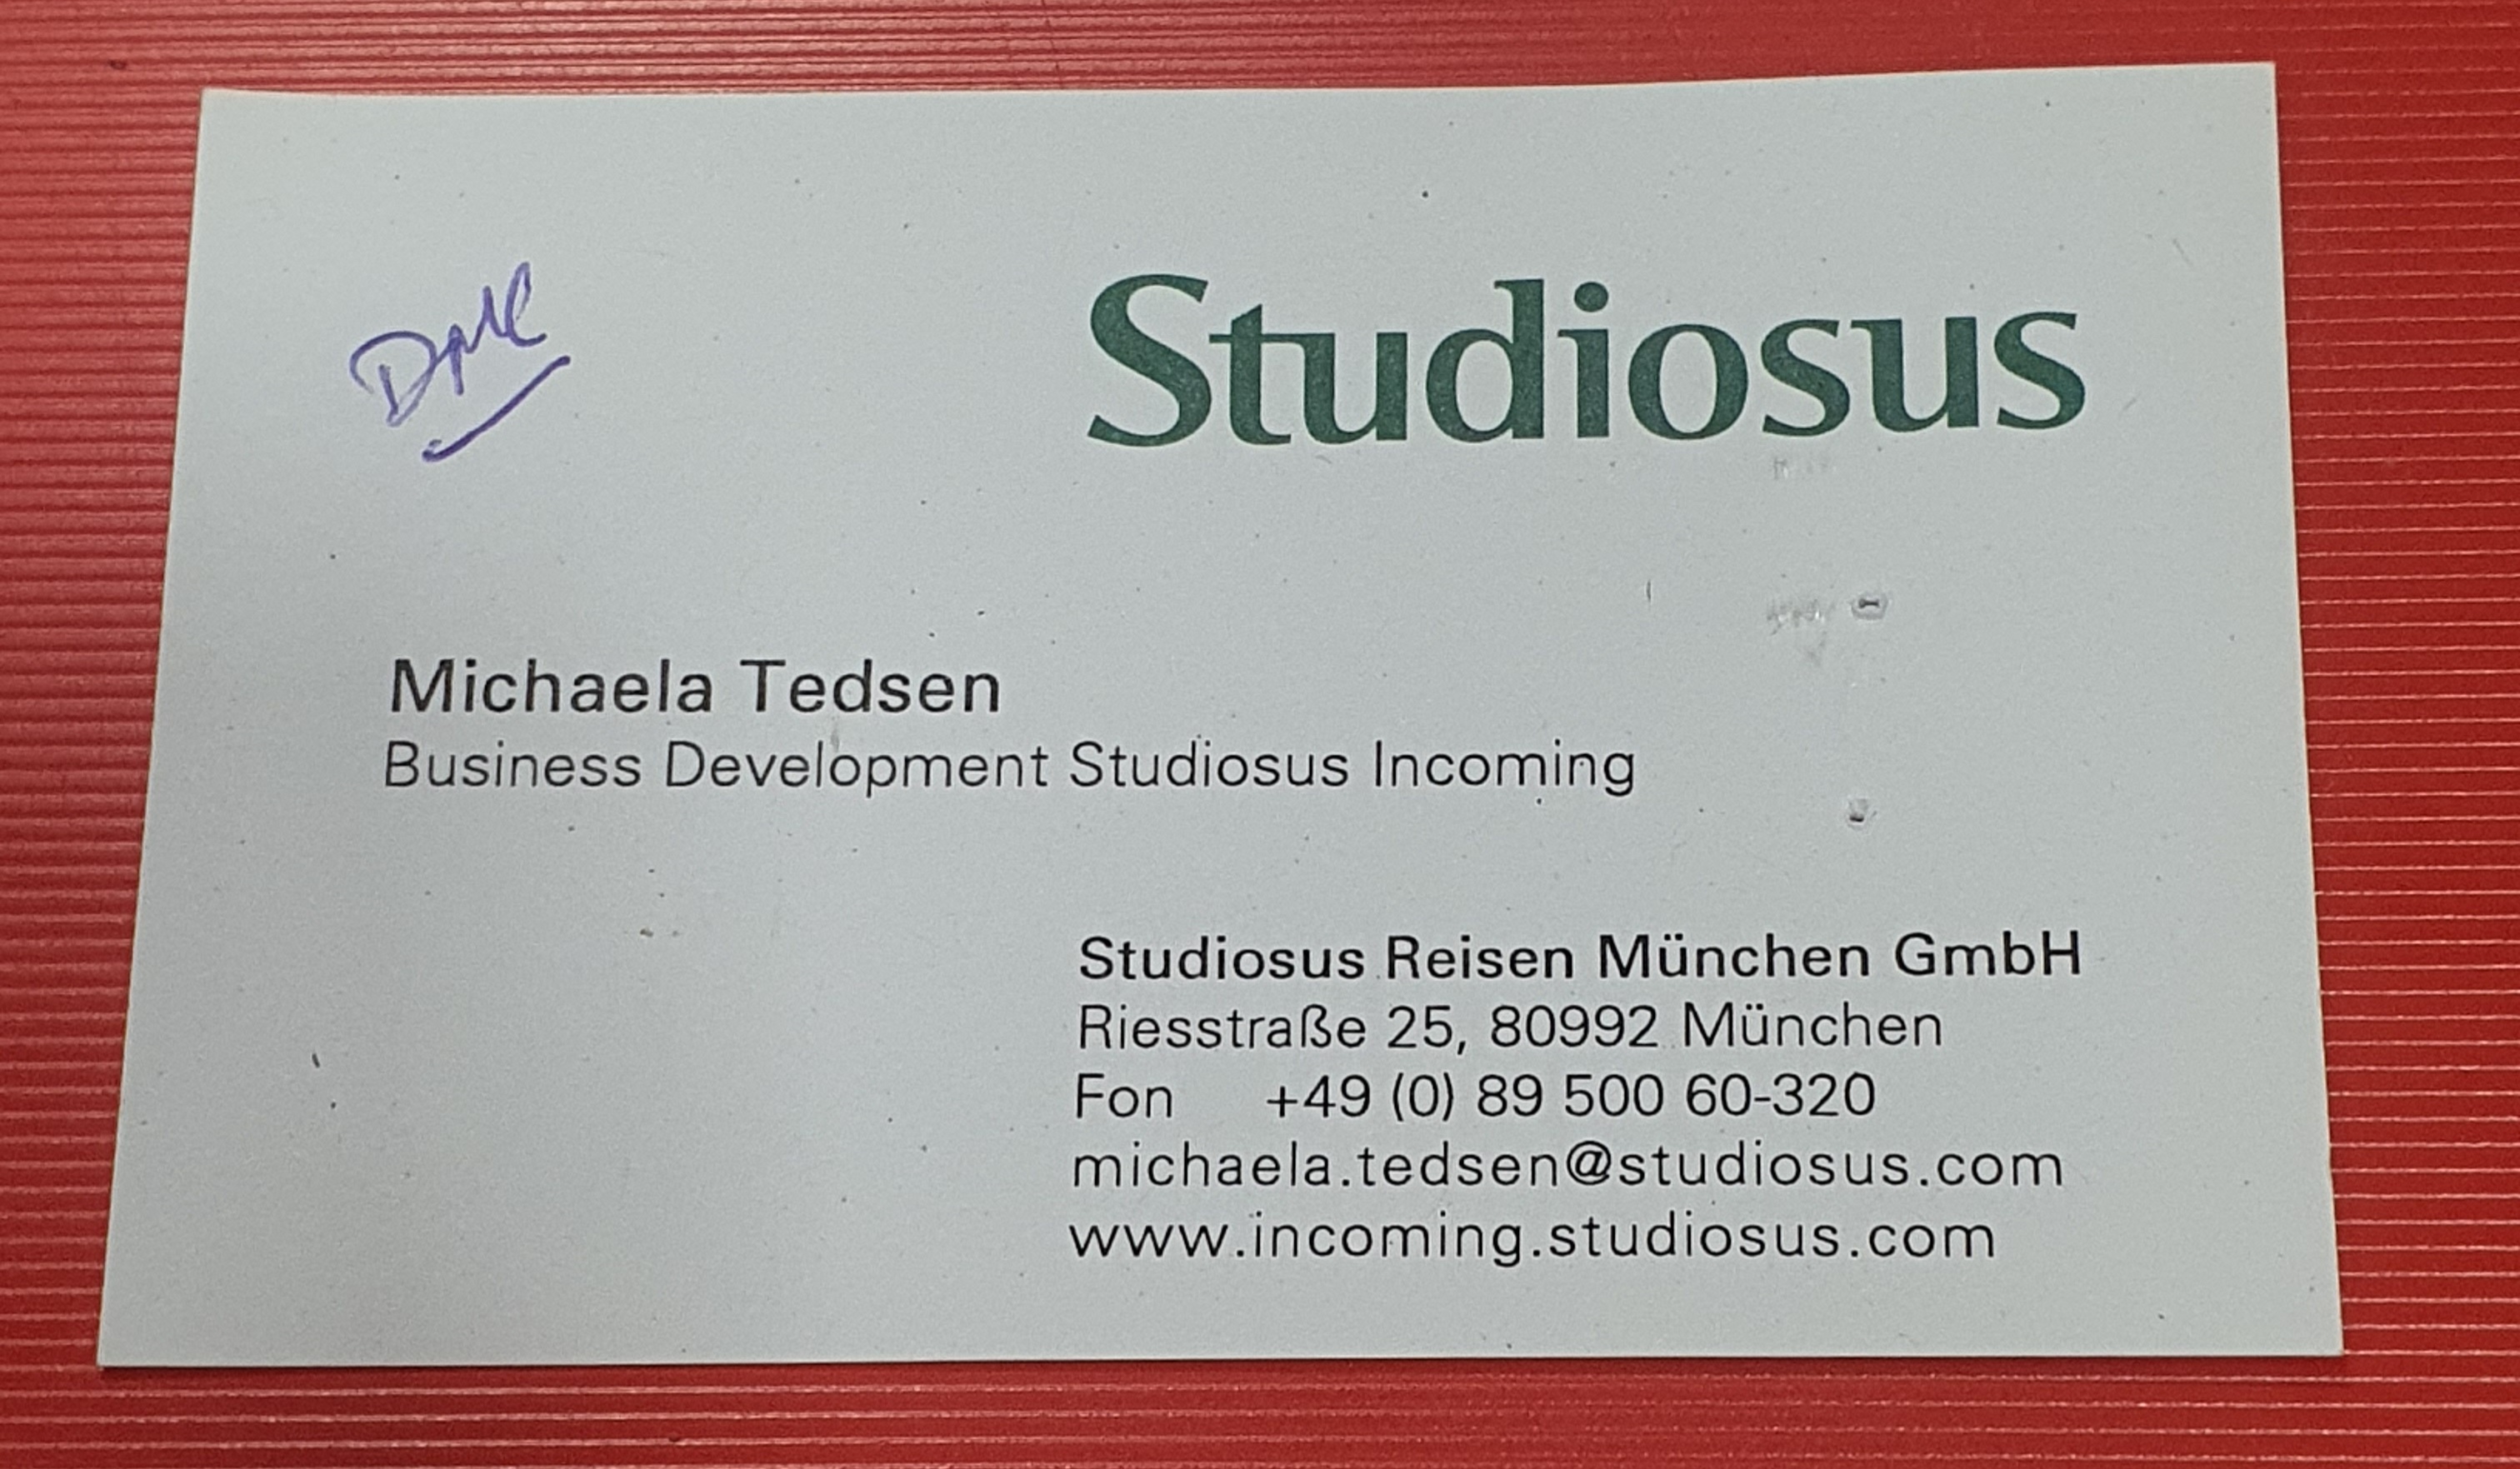 DMC
Studiosus
Michaela Tedsen
Business Development Studiosus Incoming
Studiosus Reisen München GmbH
Riesstraße 25, 80992 München
Fon +49 (0) 89 500 60-320
michaela.tedsen@studiosus.com
www.incoming.studiosus.com